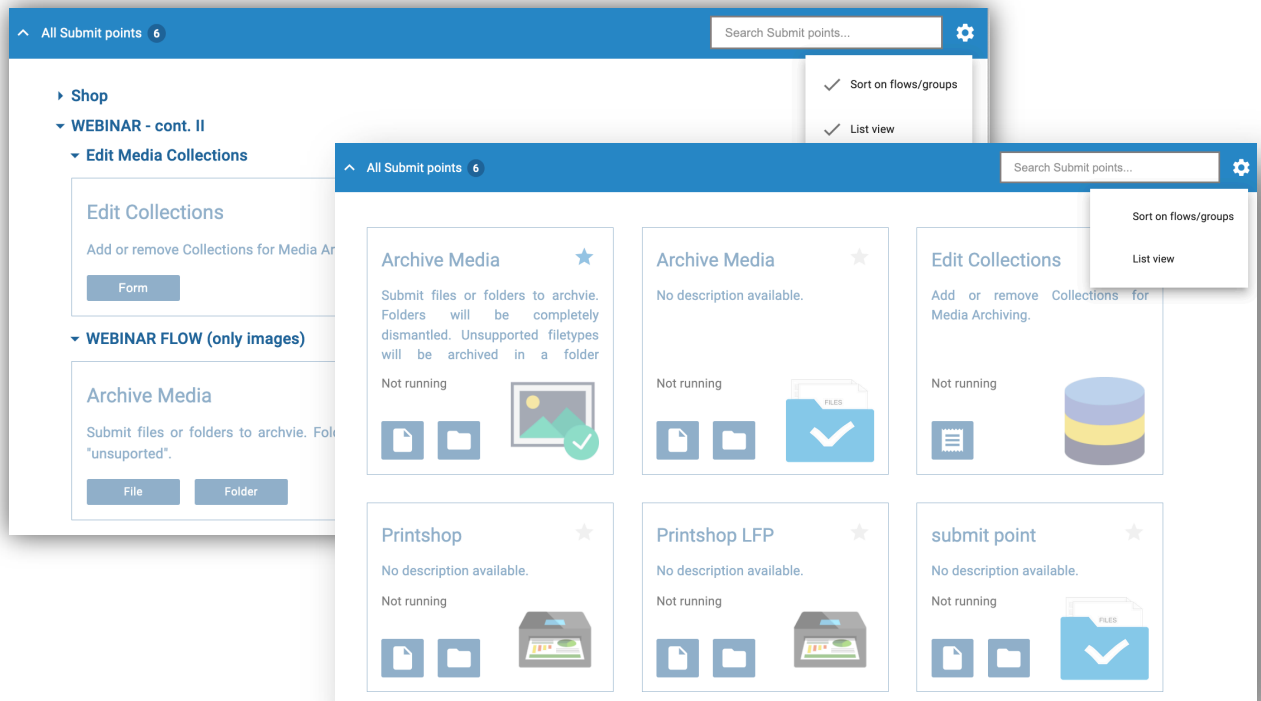 All Submit points 6
Search Submit points...
Sort on flows/groups
List view
Shop
WEBINAR - cont. II
Edit Media Collections
Edit Collections
Add or remove Collections for Media Ar
Form
WEBINAR FLOW (only images)
Archive Media
Submit files or folders to archvie. Fol
"unsuported".
File
Folder
All Submit points 6
Search Submit points...
Sort on flows/groups
List view
Archive Media
Submit files or folders to archvie.
Folders will be completely
dismantled. Unsupported filetypes
will be archived in a folder
Not running
Archive Media
No description available.
Not running
FILES
Edit Collections
Add or remove Collections for
Media Archiving.
Not running
Printshop
No description available.
Not running
Printshop LFP
No description available.
Not running
submit point
No description available.
Not running
FILES